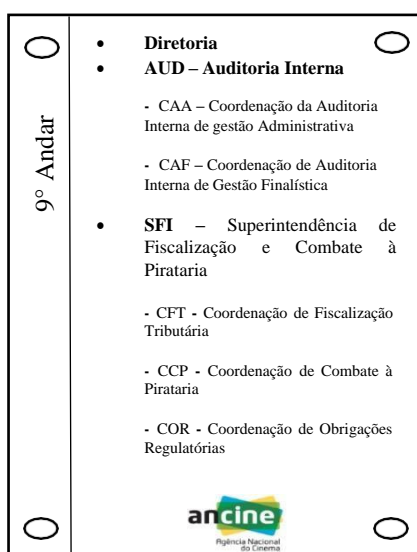 9° Andar
• Diretoria
• AUD – Auditoria Interna
- CAA – Coordenação da Auditoria
Interna de gestão Administrativa
- CAF – Coordenação de Auditoria
Interna de Gestão Finalística
• SFI – Superintendência de
Fiscalização e Combate à
Pirataria
- CFT - Coordenação de Fiscalização
Tributária
- CCP - Coordenação de Combate à
Pirataria
- COR - Coordenação de Obrigações
Regulatórias
ancine
Agência Nacional
do Cinema